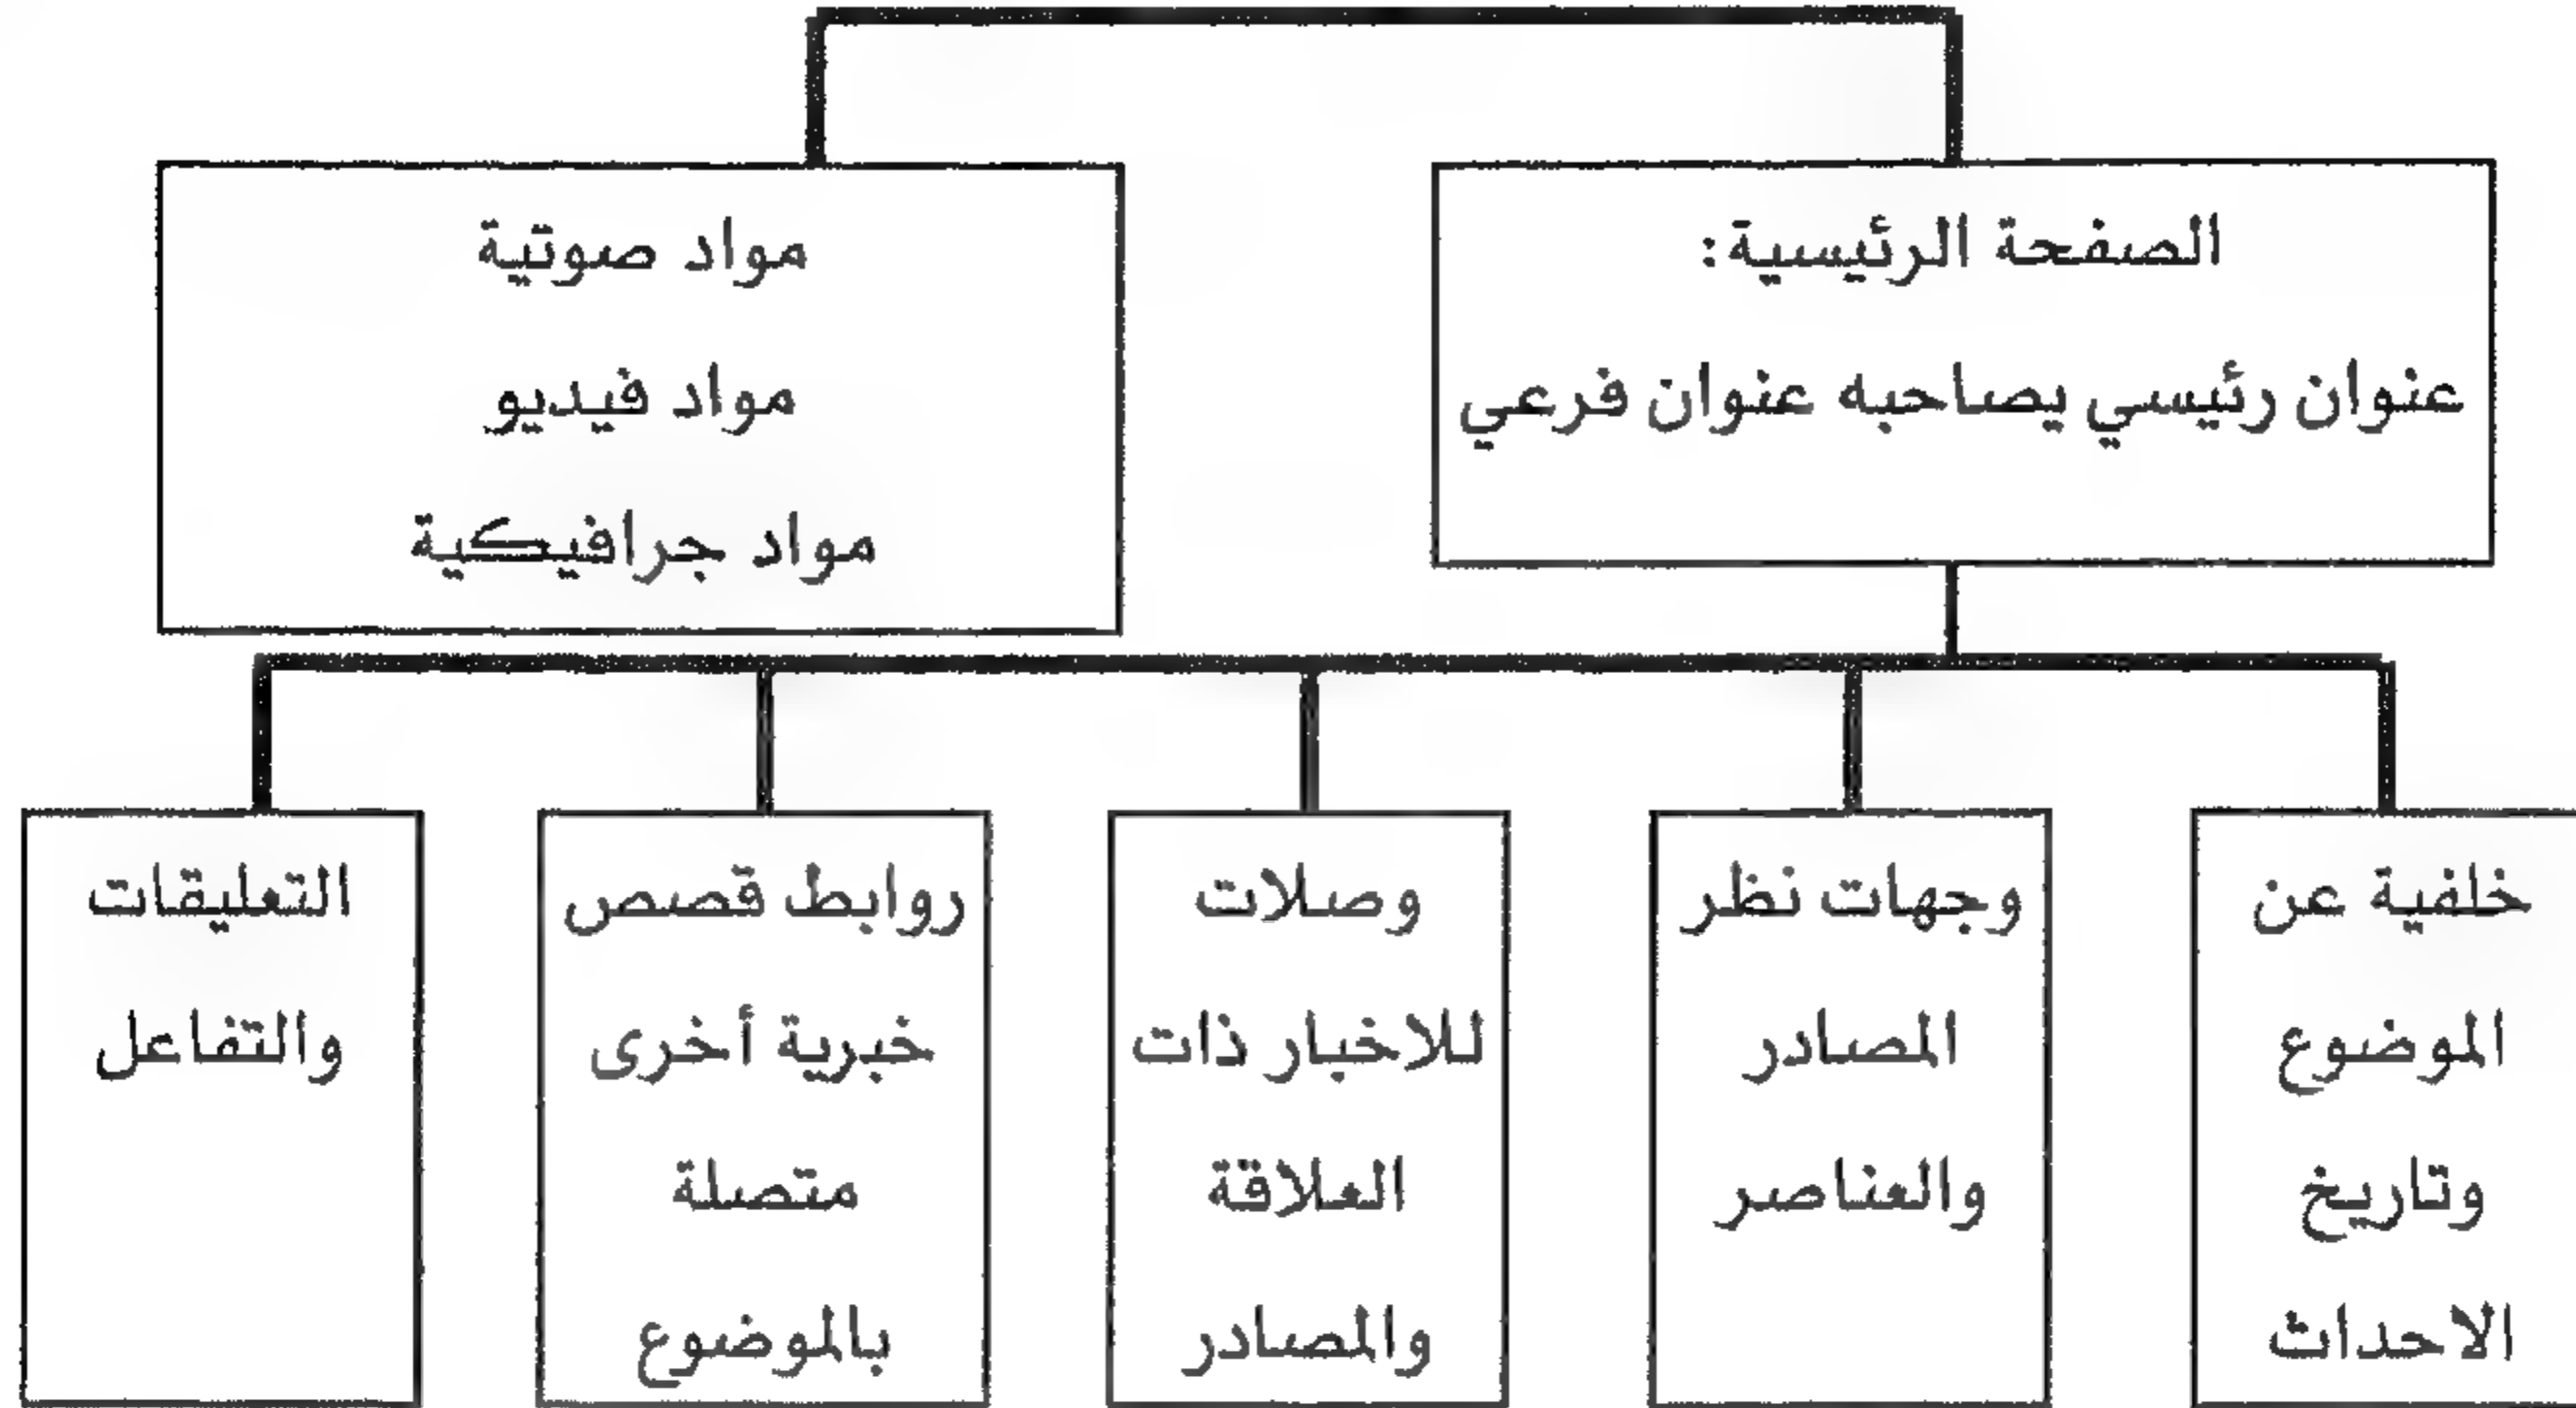 الصفحة الرئيسية:
عنوان رئيسي يصاحبه عنوان فرعي
مواد صوتية
مواد فيديو
مواد جرافيكية
خلفية عن
الموضوع
وتاريخ
الاحداث
وجهات نظر
المصادر
والعناصر
وصلات
للاخبار ذات
العلاقة
والمصادر
روابط قصص
خبرية أخرى
متصلة
بالموضوع
التعليقات
والتفاعل